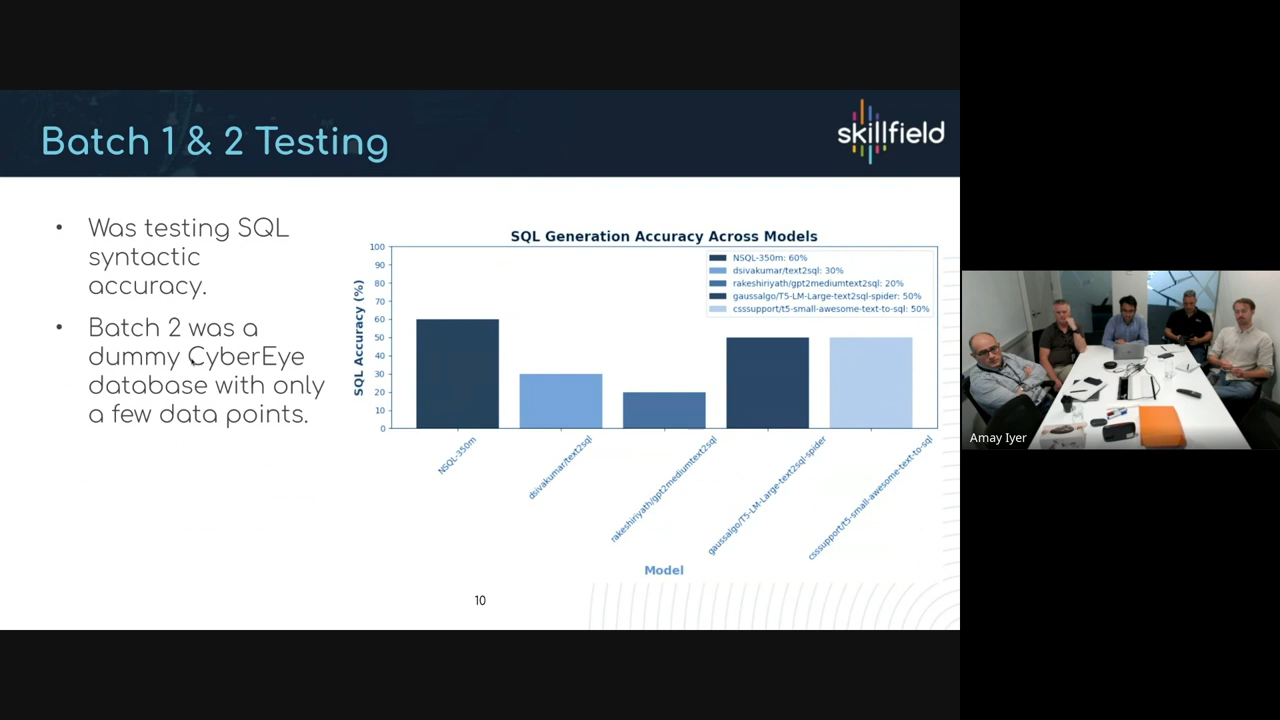 Batch 1 & 2 Testing
skillfield
• Was testing SQL
syntactic
accuracy.
• Batch 2 was a
dummy CyberEye
database with only
a few data points.
SQL Generation Accuracy Across Models
NSQL-350m: 60%
dsivakumar/text2sql: 30%
rakeshiriyath/gpt2mediumtext2sql: 20%
gaussalgo/T5-LM-Large-text2sql-spider: 50%
csssupport/t5-small-awesome-text-to-sql: 50%
SQL Accuracy (%)
100
90
80
70
60
50
40
30
20
10
0
NSQL-350m
dsivakumar/text2sql
rakeshiriyath/gpt2mediumtext2sql
gaussalgo/T5-LM-Large-text2sql-spider
csssupport/t5-small-awesome-text-to-sql
Model
10
Amay Iyer